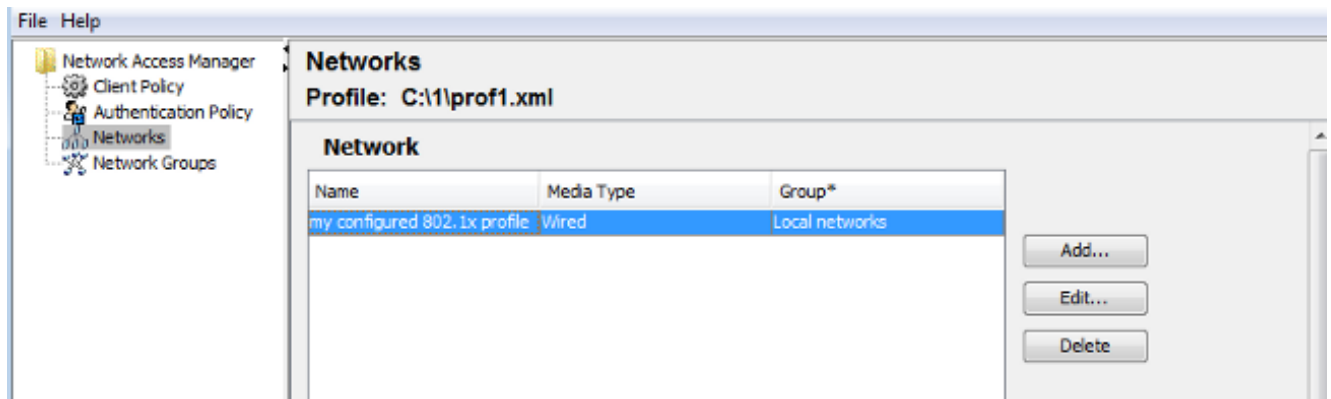 File Help
Network Access Manager
Client Policy
Authentication Policy
Networks
Network Groups
Networks
Profile: C:\1\prof1.xml
Network
Name Media Type Group*
my configured 802.1x profile Wired Local networks
Add...
Edit...
Delete